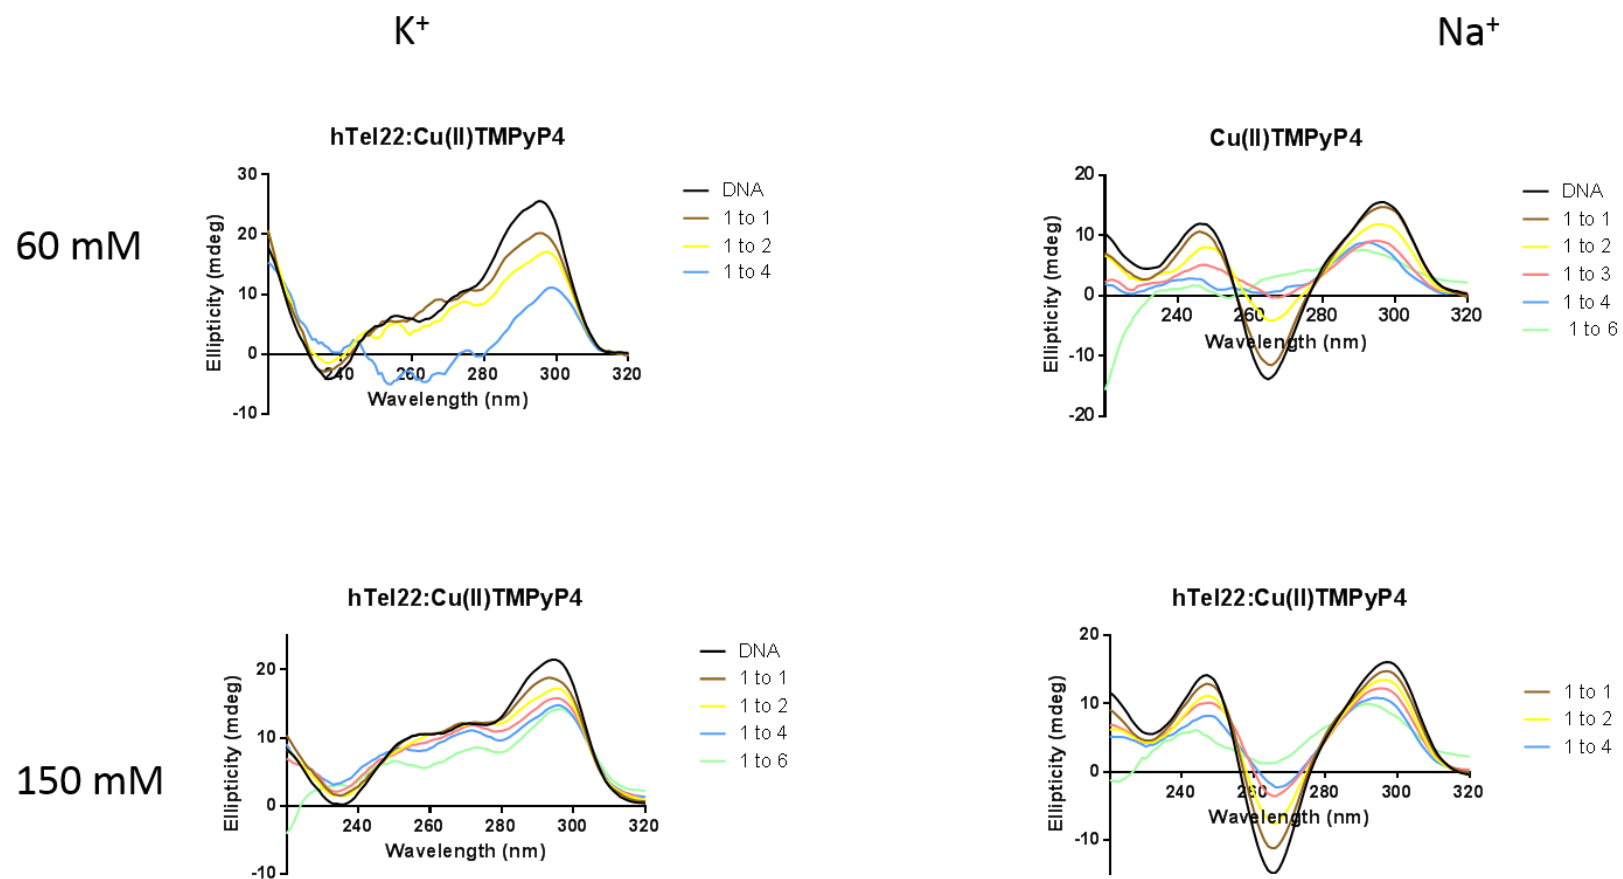 K⁺
Na⁺
60 mM
hTel22:Cu(II)TMPyP4
Ellipticity (mdeg)
30
20
10
0
-10
240
260
280
300
320
Wavelength (nm)
DNA
1 to 1
1 to 2
1 to 4
Cu(II)TMPyP4
Ellipticity (mdeg)
20
10
0
-10
-20
240
260
280
300
320
Wavelength (nm)
DNA
1 to 1
1 to 2
1 to 3
1 to 4
1 to 6
150 mM
hTel22:Cu(II)TMPyP4
Ellipticity (mdeg)
20
10
0
-10
240
260
280
300
320
Wavelength (nm)
DNA
1 to 1
1 to 2
1 to 4
1 to 6
hTel22:Cu(II)TMPyP4
Ellipticity (mdeg)
20
10
0
-10
240
260
280
300
320
Wavelength (nm)
1 to 1
1 to 2
1 to 4